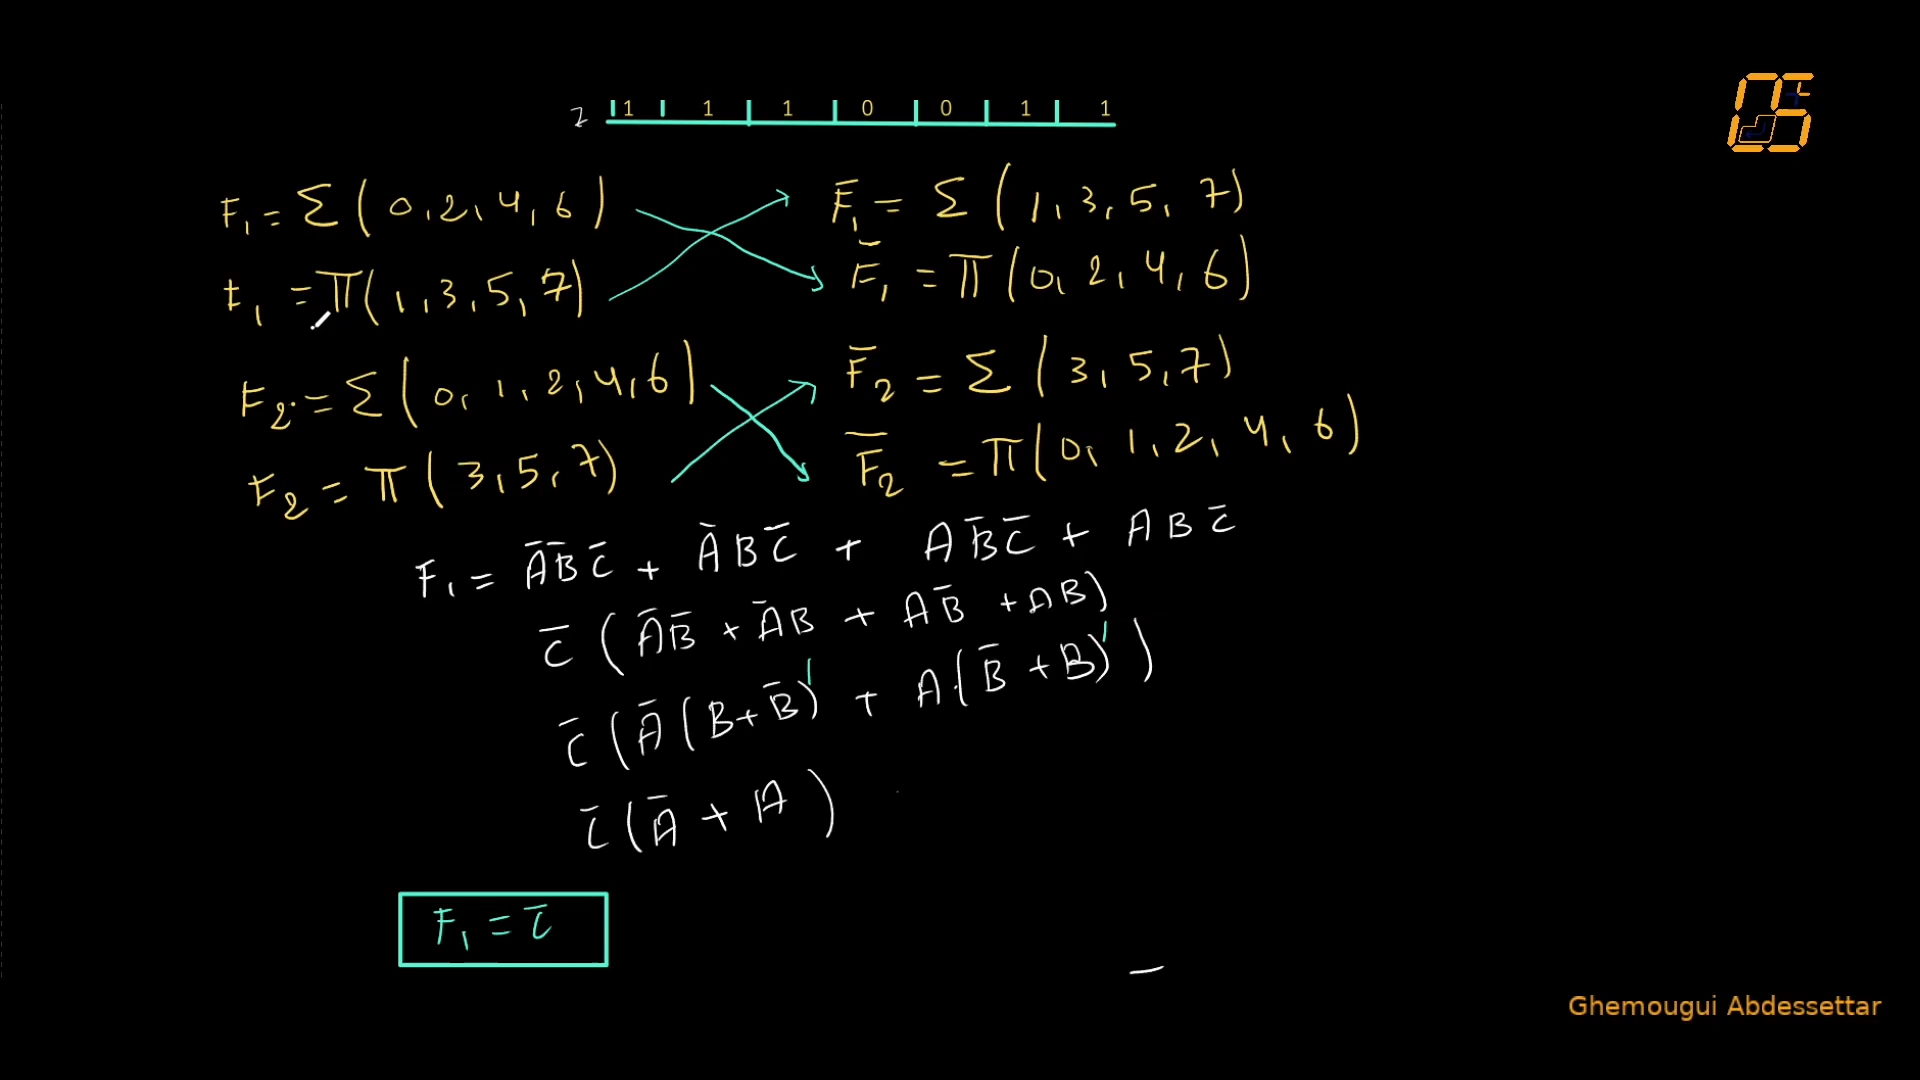 z 1 1 1 0 0 1 1
F₁ = Σ(0,2,4,6)
F̄₁ = Σ(1,3,5,7)
F₁ = π(1,3,5,7)
F̄₁ = π(0,2,4,6)
F₂ = Σ(0,1,2,4,6)
F̄₂ = Σ(3,5,7)
F₂ = π(3,5,7)
F̄₂ = π(0,1,2,4,6)
F₁ = ĀB̄C̄ + ĀBC̄ + AB̄C̄ + ABC̄
C̄(ĀB̄ + ĀB + AB̄ + AB)
C̄(Ā(B+B̄)¹ + A(B̄+B)¹)
C̄(Ā + A)
F₁ = C̄
Ghemougui Abdessettar